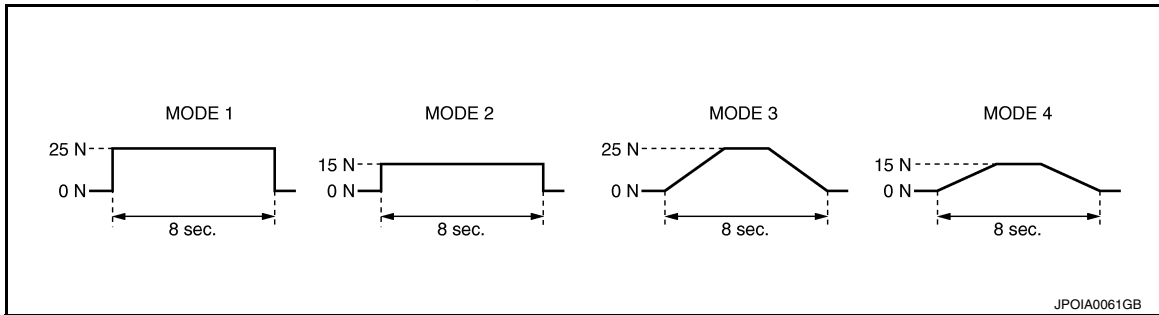 MODE 1
25 N
0 N
8 sec.
MODE 2
15 N
0 N
8 sec.
MODE 3
25 N
0 N
8 sec.
MODE 4
15 N
0 N
8 sec.
JPOIA0061GB